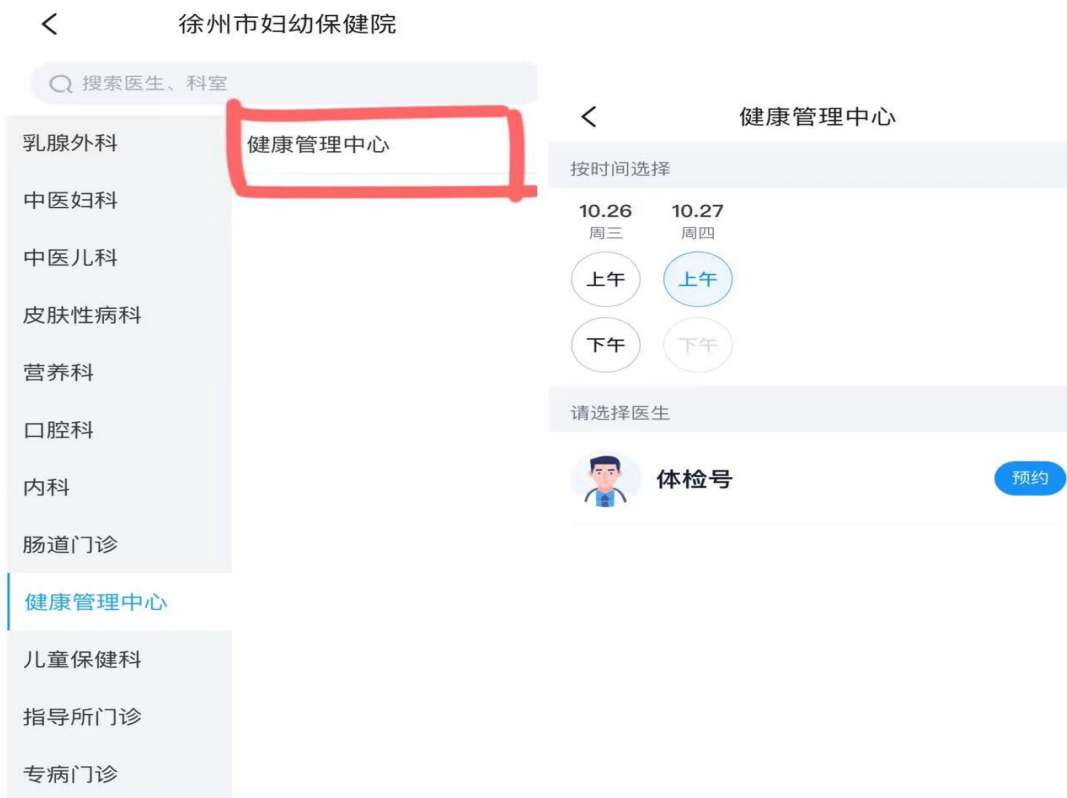 徐州市妇幼保健院
搜索医生、科室
乳腺外科
健康管理中心
中医妇科
中医儿科
皮肤性病科
营养科
口腔科
内科
肠道门诊
健康管理中心
儿童保健科
指导所门诊
专病门诊
健康管理中心
按时间选择
10.26 10.27
周三 周四
上午 上午
下午 下午
请选择医生
体检号 预约